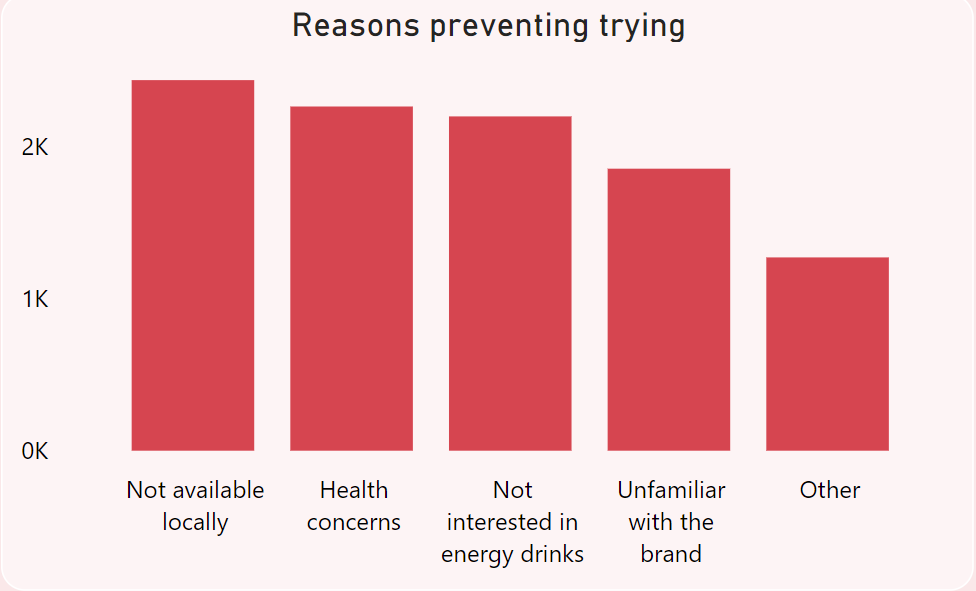 Reasons preventing trying
2K
1K
0K
Not available
locally
Health
concerns
Not
interested in
energy drinks
Unfamiliar
with the
brand
Other